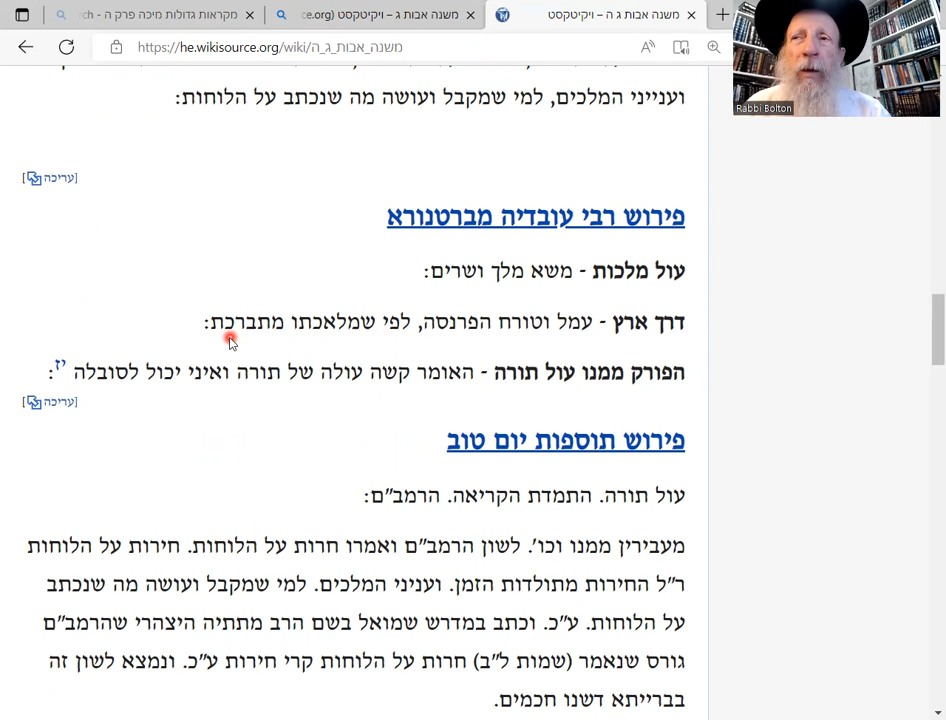 מקראות גדולות מיכה פרק ה - ych
משנה אבות ג – ויקיטקסט (ce.org
משנה אבות ג ה – ויקיטקסט
https://he.wikisource.org/wiki/משנה_אבות_ג_ה
Rabbi Bolton
וענייני המלכים, למי שמקבל ועושה מה שנכתב על הלוחות:
[עריכה]
פירוש רבי עובדיה מברטנורא
עול מלכות - משא מלך ושרים:
דרך ארץ - עמל וטורח הפרנסה, לפי שמלאכתו מתברכת:
הפורק ממנו עול תורה - האומר קשה עולה של תורה ואיני יכול לסובלה יז:
[עריכה]
פירוש תוספות יום טוב
עול תורה. התמדת הקריאה. הרמב"ם:
מעבירין ממנו וכו'. לשון הרמב"ם ואמרו חרות על הלוחות. חירות על הלוחות
ר"ל החירות מתולדות הזמן. ועניני המלכים. למי שמקבל ועושה מה שנכתב
על הלוחות. ע"כ. וכתב במדרש שמואל בשם הרב מתתיה היצהרי שהרמב"ם
גורס שנאמר (שמות ל"ב) חרות על הלוחות קרי חירות ע"כ. ונמצא לשון זה
בברייתא דשנו חכמים.